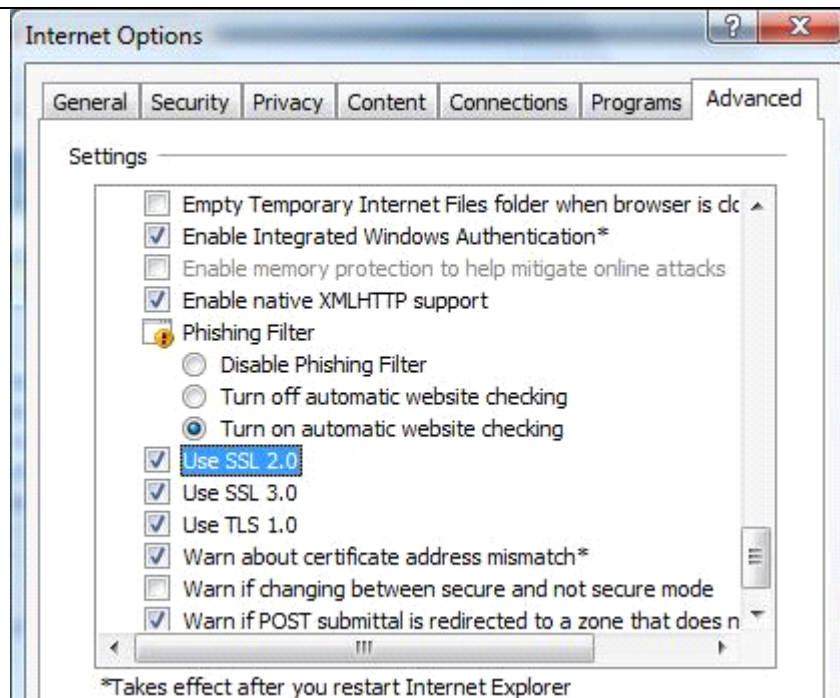 Internet Options
General Security Privacy Content Connections Programs Advanced
Settings
Empty Temporary Internet Files folder when browser is
Enable Integrated Windows Authentication*
Enable memory protection to help mitigate online attacks
Enable native XMLHTTP support
Phishing Filter
Disable Phishing Filter
Turn off automatic website checking
Turn on automatic website checking
Use SSL 2.0
Use SSL 3.0
Use TLS 1.0
Warn about certificate address mismatch*
Warn if changing between secure and not secure mode
Warn if POST submittal is redirected to a zone that does n
*Takes effect after you restart Internet Explorer